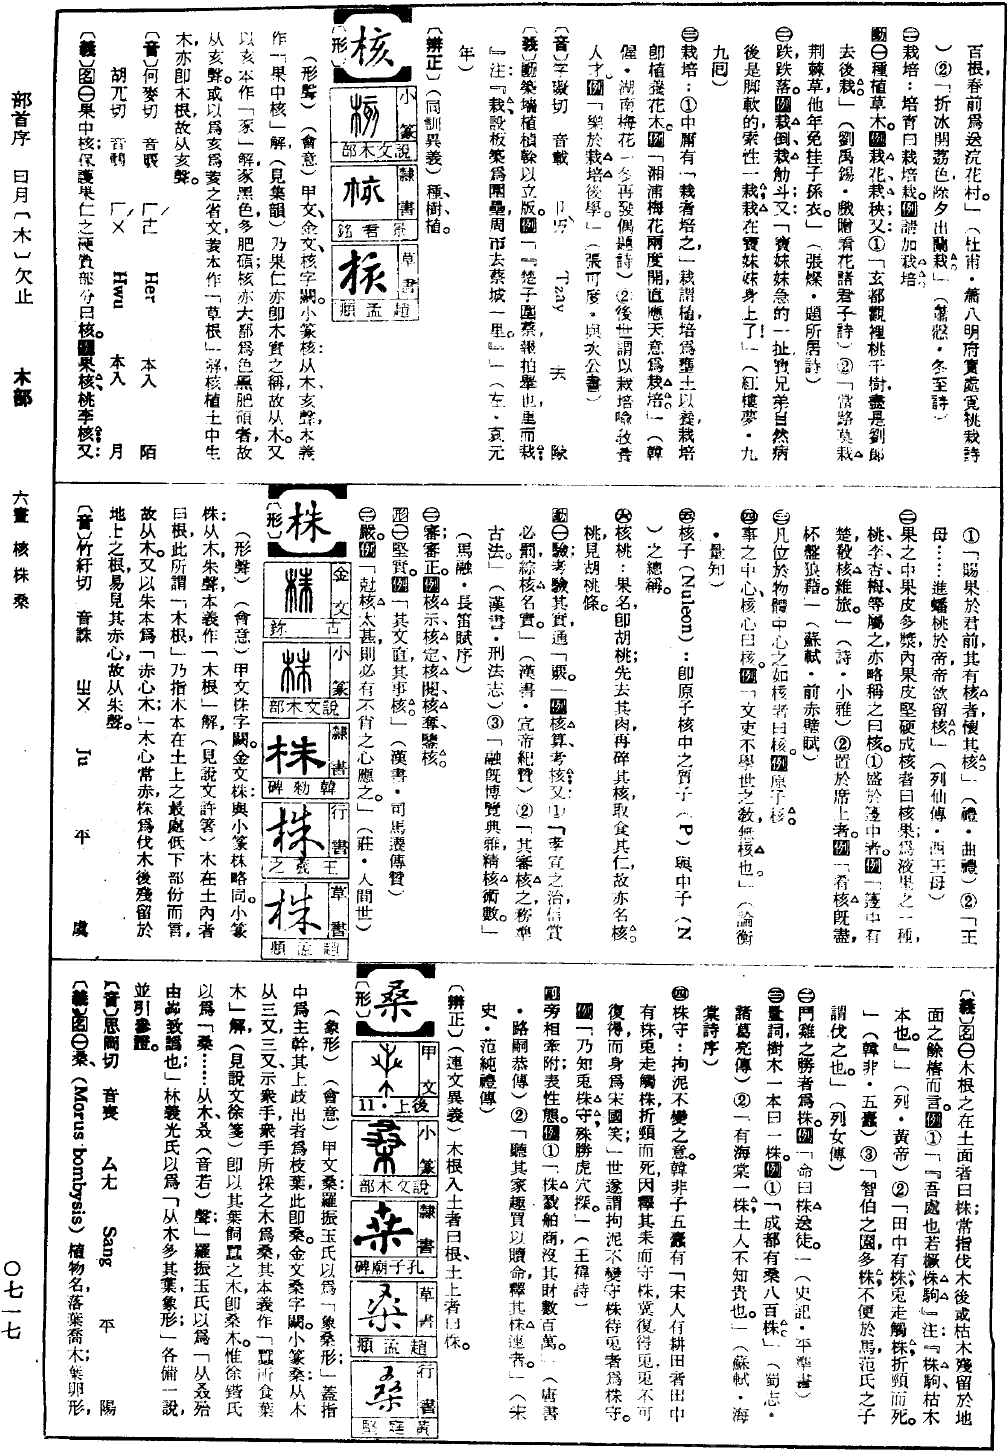 百根，春前爲送浣花村。」（杜甫·蕭八明府實處覓桃栽詩
）②「折冰開荔色，除夕出蘭栽。」（蕭愨·冬至詩）
㊁栽培：培育曰栽培。例請加栽培。
動㊀種植草木。例栽花、栽秧；又：①「玄都觀裡桃千樹，盡是劉郎
去後栽。」（劉禹錫·戲贈看花諸君子詩）②「當路莫栽
荆棘草，他年免挂子孫衣。」（張爕·題所居詩）
㊁跌：跌落。例栽倒、栽觔斗；又：「寶妹妹急的一扯，寶兄弟自然病
後是脚軟的，索性一栽，栽在寶妹妹身上了！」（紅樓夢·九
九回）
㊂栽培：①中庸有「栽者培之」，栽謂植，培爲壅土以養，栽培
卽植養花木。例「湘浦梅花兩度開，直應天意爲栽培。」（韓
偓·湖南梅花一冬再發偶題詩）②後世謂以栽培喻敎養
人才。例「樂於栽培後學。」（張可度·與次公書）
〔音〕字礙切 音載 ㄗㄞ Tzay 去 隊
〔義〕動築墻植楨幹以立版。例「『楚子圍蔡，報柏舉也，里而栽。
』注：『栽設板築爲圍壘，周帀去蔡城一里。』」（左·哀元
年）
〔辨正〕（同訓異義）種、樹、植。
核
〔形〕
小篆 說文木部
隸書 乐君銘
草書 趙孟頫
（形聲）（會意）甲文、金文、核字闕。小篆核：从木，亥聲，本義
作「果中核」解（見集韻）乃果仁，亦卽木實之稱，故从木。又
以亥本作「豕」解，豕黑色多肥碩，核亦大都爲色黑肥碩者，故
从亥聲。或以爲亥爲荄之省文，荄本作「草根」解，核植土中生
木，亦卽木根，故从亥聲。
〔音〕何麥切 音覈 ㄏㄜˊ Her 本入 陌
胡兀切 音鶻 ㄏㄨˊ Hwu 本入 月
〔義〕名㊀果中核，保護果仁之硬質部分曰核。例果核、桃李核；又：
①「賜果於君前，其有核者懷其核。」（禮·曲禮）②「王
母……進蟠桃於帝，帝欲留核。」（列仙傳·西王母）
㊁果之中果皮多漿，內果皮堅硬成核者曰核果，爲液果之一種，
桃、李、杏、梅等屬之，亦略稱之曰核。①盛於籩中者。例「籩中有
楚，殽核維旅。」（詩·小雅）②置於席上者。例「肴核旣盡，
杯盤狼藉。」（蘇軾·前赤壁賦）
㊂凡位於物體中心之如核者曰核。例原子核。
㊃事之中心、核心曰核。例「文吏不學世之敎，無核也。」（論衡
·量知）
㊄核子（Nuleon）：卽原子核中之質子（P）與中子（N
）之總稱。
㊅核桃：果名，卽胡桃，先去其肉，再碎其核，取食其仁，故亦名核
桃，見胡桃條。
動㊀驗：考驗其實，通「覈」。例核算、考核；又：①「孝宣之治，信賞
必罰，綜核名實。」（漢書·宣帝紀贊）②「其審核之務準
古法。」（漢書·刑法志）③「融旣博覽典雅，精核術數。」
（馬融·長笛賦序）
㊁審：審正。例核示、核定、核閱、核奪、鑒核。
形㊀堅實。例「其文直，其事核。」（漢書·司馬遷傳贊）
㊁嚴。例「尅核太甚，則必有不肖之心應之。」（莊·人間世）
株
〔形〕
金文 古鉥
小篆 說文木部
隸書 韓勅碑
行書 王羲之
草書 趙孟頫
（形聲）（會意）甲文株字闕。金文株與小篆株略同。小篆
株：从木，朱聲，本義作「木根」解（見說文許箸）木在土內者
曰根，此所謂「木根」乃指木本在土上之最處低下部份而言，
故从木。又以朱本爲「赤心木」，木心常赤，株爲伐木後殘留於
地上之根，易見其赤心，故从朱聲。
〔音〕竹紆切 音誅 ㄓㄨ Ju 平 虞
〔義〕名㊀木根之在土面者曰株，常指伐木後或枯木殘留於地
面之餘榰而言。例①「『吾處也，若橛株駒。』注：『株駒，枯木
本也。』」（列·黃帝）②「田中有株，兎走觸株，折頸而死。
」（韓非·五蠹）③「智伯之園多株，不便於馬，范氏之子
謂伐之也。」（列女傳）
㊁鬥雞之勝者爲株。例「命曰株送徒。」（史記·平準書）
㊂量詞，樹木一本曰一株。例①「成都有桑八百株。」（蜀志·
諸葛亮傳）②「有海棠一株，土人不知貴也。」（蘇軾·海
棠詩序）
㊃株守：拘泥不變之意。韓非子五蠹有「宋人有耕田者，田中
有株，兎走觸株，折頸而死，因釋其耒而守株，冀復得兎，兎不可
復得，而身爲宋國笑」；世遂謂拘泥不變守株待兎者爲株守。
例「乃知兎株守，殊勝虎穴探。」（王褘詩）
副旁相牽附，表性態。例①「株戮舶商，沒其財數百萬。」（唐書
·路嗣恭傳）②「聽其家趣買以贖命，釋其株逮者。」（宋
史·范純禮傳）
〔辨正〕（連文異義）木根：入土者曰根，土上者曰株。
桑
〔形〕
甲文 後上·11
小篆 說文木部
隸書 孔子廟碑
草書 趙孟頫
行書 黃庭堅
（象形）（會意）甲文桑：羅振玉氏以爲「象桑形」；蓋指
中爲主幹，其上歧出者爲枝葉，此卽桑。金文桑字闕。小篆桑：从木
从三又，三又示衆手，衆手所採之木爲桑，其本義作「蠶所食葉
木」解，（見說文徐箋）卽以其葉飼蠶之木，卽桑木。惟徐鍇氏
以爲「桑……从木，叒（音若）聲」羅振玉氏以爲「从叒殆
由𣎵致譌也」林義光氏以爲「从木多其葉象形」各備一說，
並引參證。
〔音〕思岡切 音喪 ㄙㄤ Sang 平 陽
〔義〕名㊀桑，（Morus bombysis）植物名，落葉喬木，葉卵形，
部首序 曰月〔木〕欠止 木部 六畫 核株桑 〇七一七